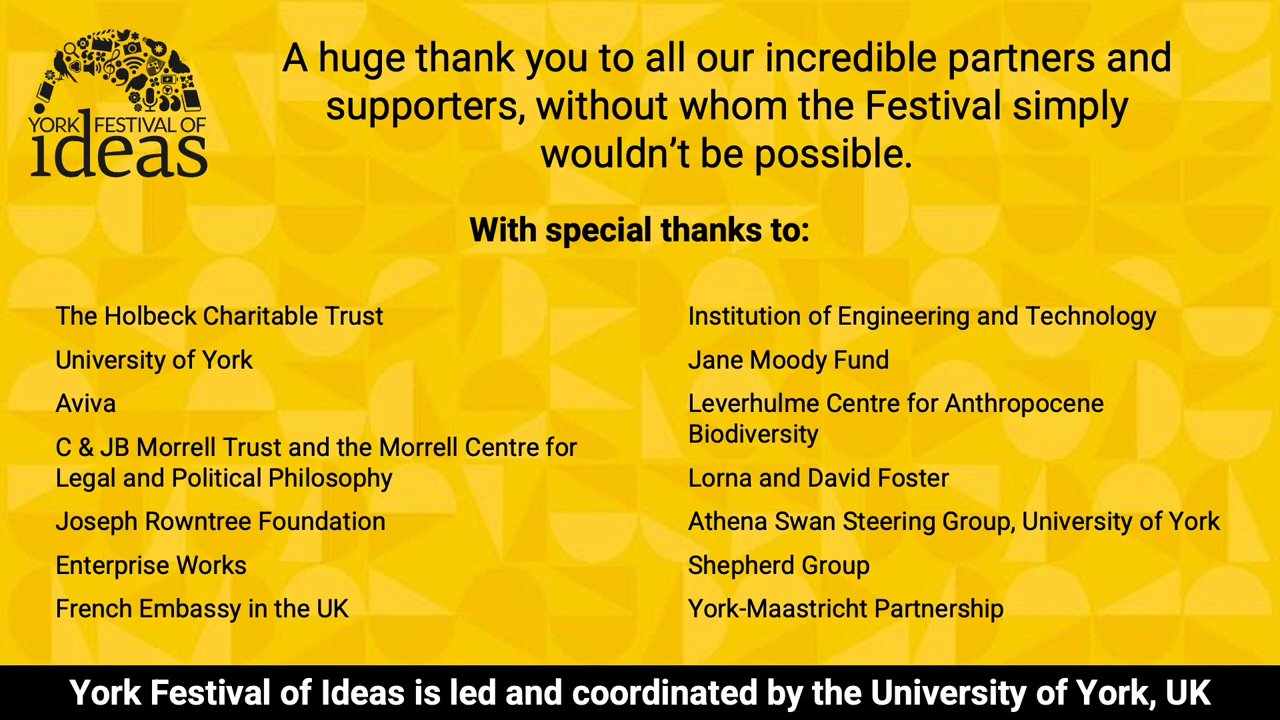 YORK FESTIVAL OF
ideas
A huge thank you to all our incredible partners and
supporters, without whom the Festival simply
wouldn’t be possible.
With special thanks to:
The Holbeck Charitable Trust
University of York
Aviva
C & JB Morrell Trust and the Morrell Centre for
Legal and Political Philosophy
Joseph Rowntree Foundation
Enterprise Works
French Embassy in the UK
Institution of Engineering and Technology
Jane Moody Fund
Leverhulme Centre for Anthropocene
Biodiversity
Lorna and David Foster
Athena Swan Steering Group, University of York
Shepherd Group
York-Maastricht Partnership
York Festival of Ideas is led and coordinated by the University of York, UK